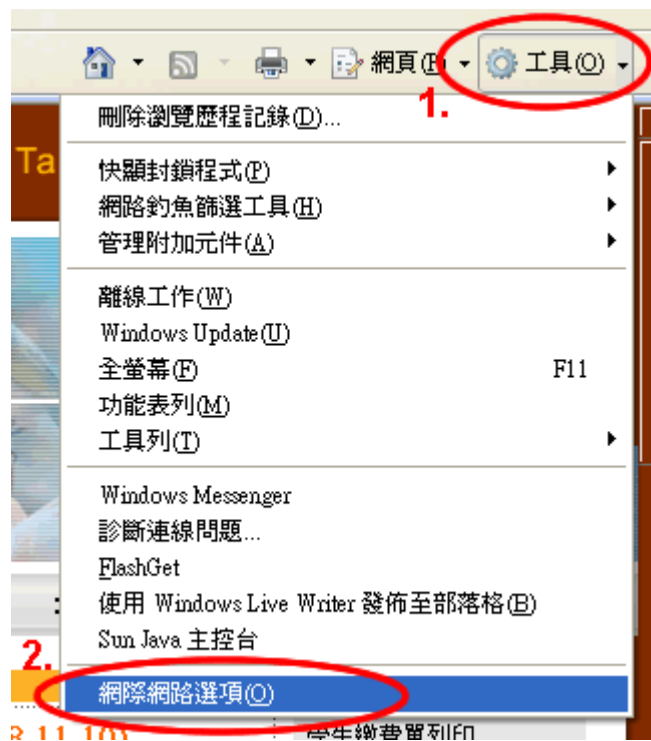 網頁(P) 工具(O)
1.
刪除瀏覽歷程記錄(D)...
Ta
快顯封鎖程式(P)
網路釣魚篩選工具(H)
管理附加元件(A)
離線工作(W)
Windows Update(U)
全螢幕(F) F11
功能表列(M)
工具列(T)
Windows Messenger
診斷連線問題...
FlashGet
使用 Windows Live Writer 發佈至部落格(B)
Sun Java 主控台
2.
網際網路選項(O)
學生繳費單列印